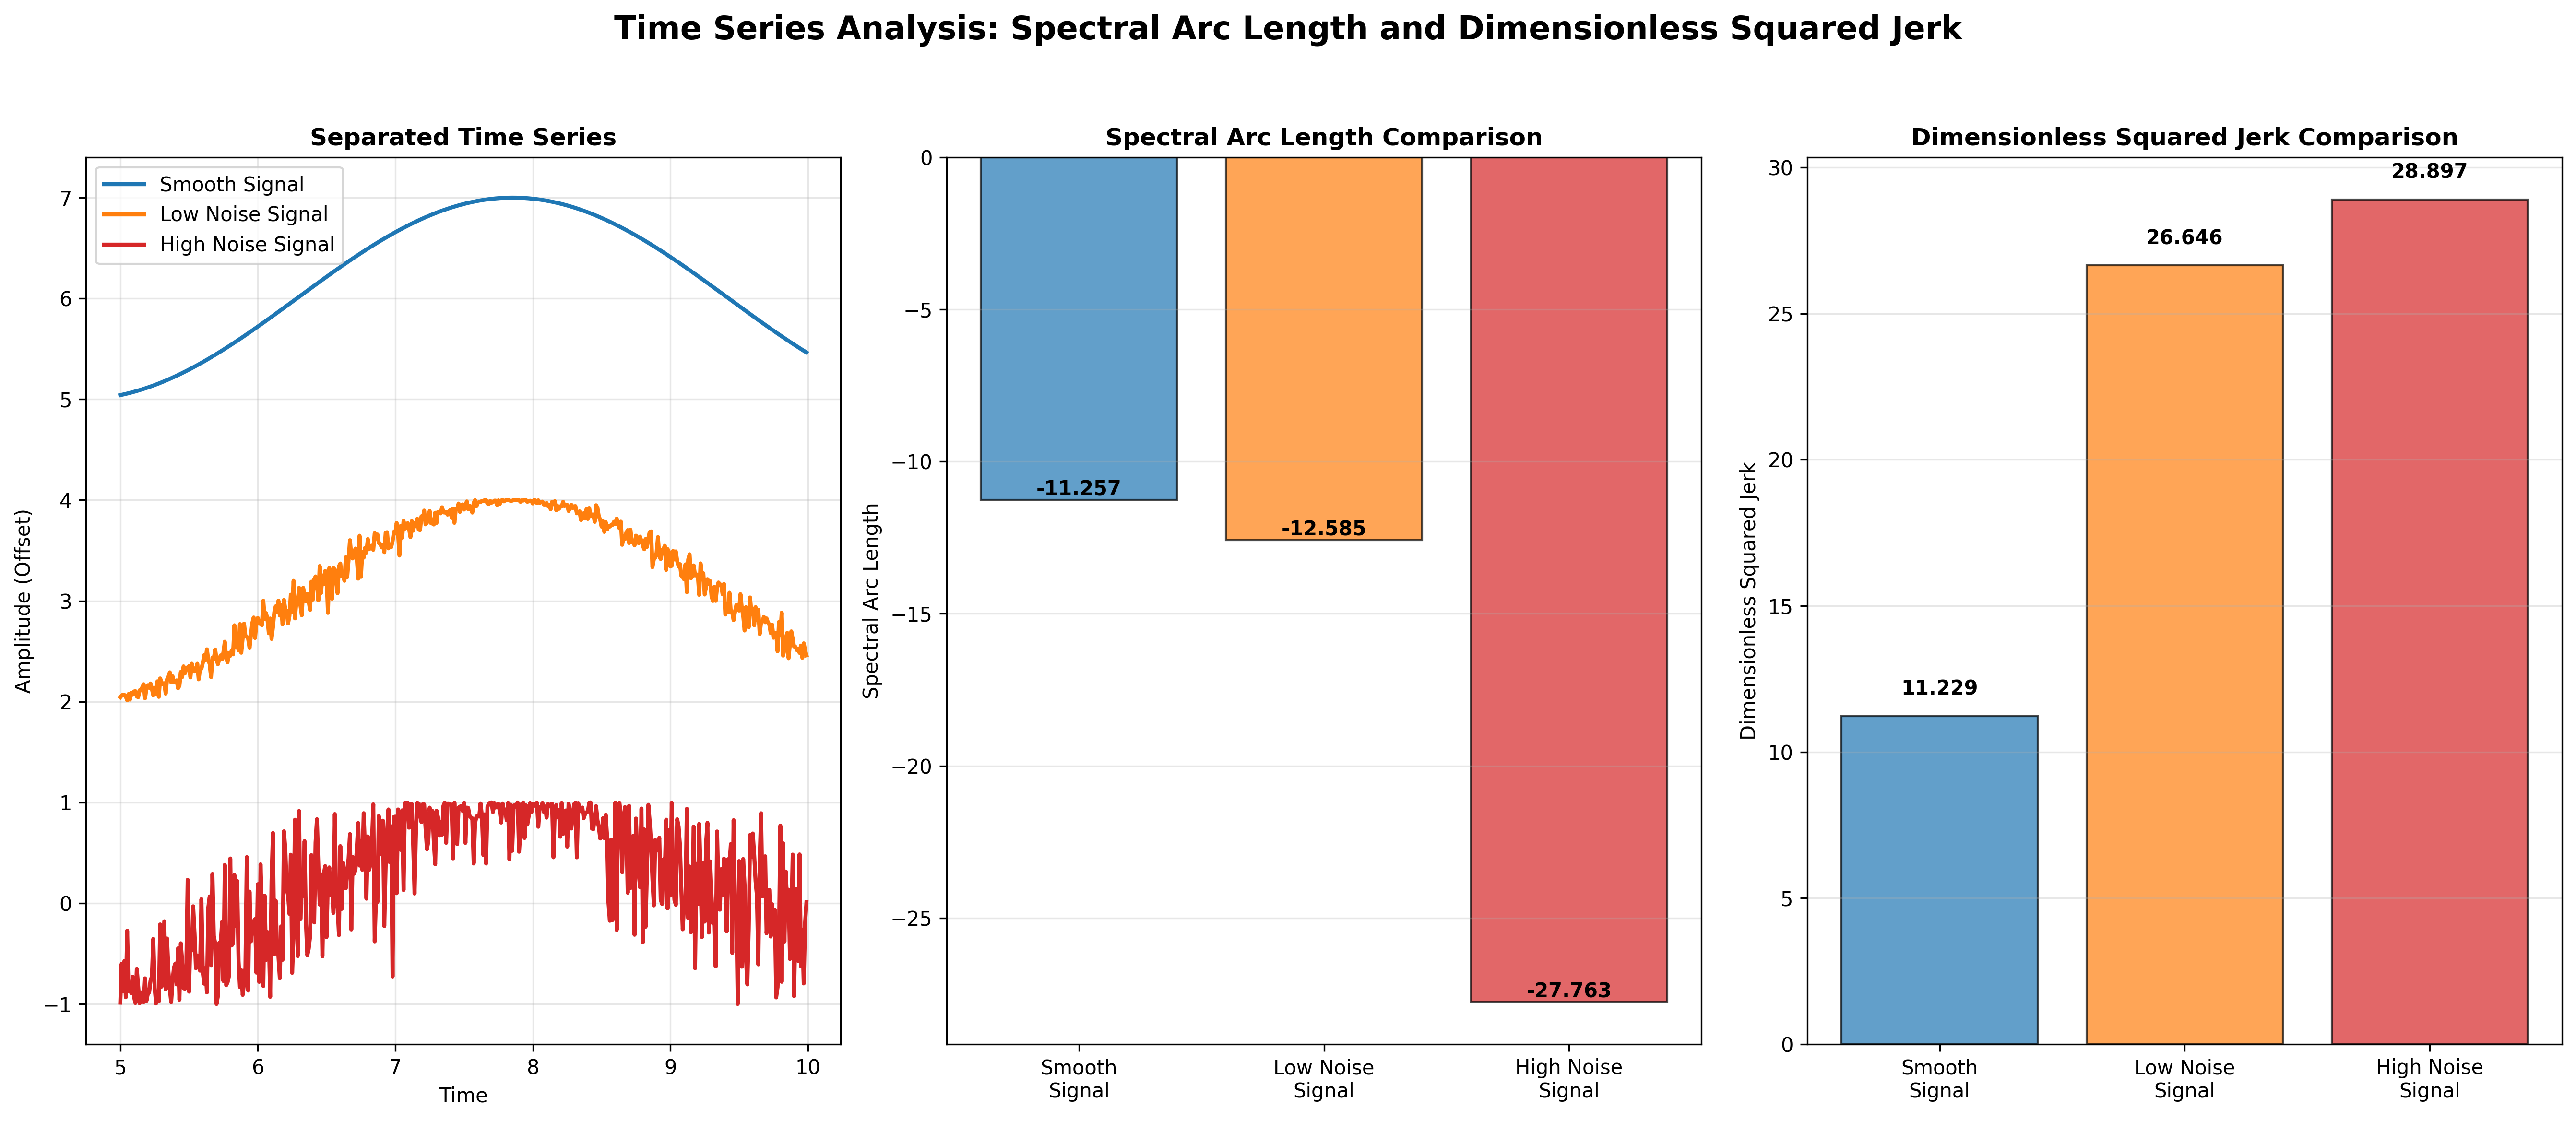 Time Series Analysis: Spectral Arc Length and Dimensionless Squared Jerk
Separated Time Series
Smooth Signal
Low Noise Signal
High Noise Signal
Amplitude (Offset)
7
6
5
4
3
2
1
0
−1
5
6
7
8
9
10
Time
Spectral Arc Length Comparison
Spectral Arc Length
0
−5
−10
−15
−20
−25
-11.257
-12.585
-27.763
Smooth
Signal
Low Noise
Signal
High Noise
Signal
Dimensionless Squared Jerk Comparison
Dimensionless Squared Jerk
30
25
20
15
10
5
0
11.229
26.646
28.897
Smooth
Signal
Low Noise
Signal
High Noise
Signal